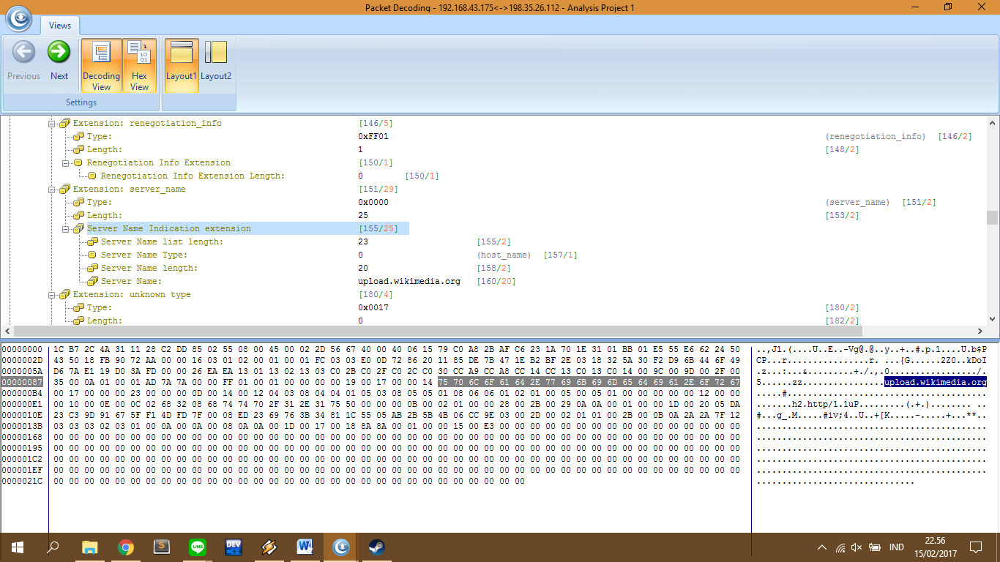 Packet Decoding - 192.168.43.175<->198.35.26.112 - Analysis Project 1
Views
Previous Next Decoding View Hex View Layout1 Layout2
Settings
Extension: renegotiation_info [146/5]
Type: 0xFF01 (renegotiation_info) [146/2]
Length: 1 [148/2]
Renegotiation Info Extension [150/1]
Renegotiation Info Extension Length: 0 [150/1]
Extension: server_name [151/29]
Type: 0x0000 (server_name) [151/2]
Length: 25 [153/2]
Server Name Indication extension [155/25]
Server Name list length: 23 [155/2]
Server Name Type: 0 (host_name) [157/1]
Server Name length: 20 [158/2]
Server Name: upload.wikimedia.org [160/20]
Extension: unknown type [180/4]
Type: 0x0017 [180/2]
Length: 0 [182/2]
00000000 1C B7 2C 4A 31 11 28 C2 DD 85 02 55 08 00 45 00 02 2D 56 67 40 00 40 06 15 79 C0 A8 2B AF C6 23 1A 70 1E 31 01 BB 01 E5 55 E6 62 24 50 ..,J1.(....U..E..-Vg@.@..y..+..#.p.1....U.b$P
0000002D 43 50 18 FB 90 72 AA 00 00 16 03 01 02 00 01 00 01 FC 03 03 E0 0D 72 86 20 11 85 DE 7B 47 1E B2 BF 2E 03 18 32 5A 30 F2 D9 6B 44 6F 49 CP...r................r. ...{G......2Z0..kDoI
0000005A D6 7A E1 19 D0 3A FD 00 00 26 EA EA 13 01 13 02 13 03 C0 2B C0 2F C0 2C C0 30 CC A9 CC A8 CC 14 CC 13 C0 13 C0 14 00 9C 00 9D 00 2F 00 .z...:...&.........+./.,.0................./.
00000087 35 00 0A 01 00 01 AD 7A 7A 00 00 FF 01 00 01 00 00 00 00 19 00 17 00 00 14 75 70 6C 6F 61 64 2E 77 69 6B 69 6D 65 64 69 61 2E 6F 72 67 5......zz................upload.wikimedia.org
000000B4 00 17 00 00 00 23 00 00 00 0D 00 14 00 12 04 03 08 04 04 01 05 03 08 05 05 01 08 06 06 01 02 01 00 05 00 05 01 00 00 00 00 00 12 00 00 .....#.......................................
000000E1 00 10 00 0E 00 0C 02 68 32 08 68 74 74 70 2F 31 2E 31 75 50 00 00 00 0B 00 02 01 00 00 28 00 2B 00 29 0A 0A 00 01 00 00 1D 00 20 05 DA .......h2.http/1.1uP.........(.+.)....... ..
0000010E 23 C3 9D 91 67 5F F1 4D FD 7F 00 08 ED 23 69 76 3B 34 81 1C 55 05 AB 2B 5B 4B 06 CC 9E 03 00 2D 00 02 01 01 00 2B 00 0B 0A 2A 2A 7F 12 #...g_.M.....#iv;4..U..+[K.....-.....+...**..
0000013B 03 03 03 02 03 01 00 0A 00 0A 00 08 0A 0A 00 1D 00 17 00 18 8A 8A 00 01 00 00 15 00 E3 00 00 00 00 00 00 00 00 00 00 00 00 00 00 00 .............................................
00000168 00 00 00 00 00 00 00 00 00 00 00 00 00 00 00 00 00 00 00 00 00 00 00 00 00 00 00 00 00 00 00 00 00 00 00 00 00 00 00 00 00 00 00 00 00 .............................................
00000195 00 00 00 00 00 00 00 00 00 00 00 00 00 00 00 00 00 00 00 00 00 00 00 00 00 00 00 00 00 00 00 00 00 00 00 00 00 00 00 00 00 00 00 00 00 .............................................
000001C2 00 00 00 00 00 00 00 00 00 00 00 00 00 00 00 00 00 00 00 00 00 00 00 00 00 00 00 00 00 00 00 00 00 00 00 00 00 00 00 00 00 00 00 00 00 .............................................
000001EF 00 00 00 00 00 00 00 00 00 00 00 00 00 00 00 00 00 00 00 00 00 00 00 00 00 00 00 00 00 00 00 00 00 00 00 00 00 00 00 00 00 00 00 00 00 .............................................
0000021C 00 00 00 00 00 00 00 00 00 00 00 00 00 00 00 00 00 00 00 00 00 00 00 00 00 00 00 00 00 00 00 ...............................
LINE DEV IND 22.56
15/02/2017